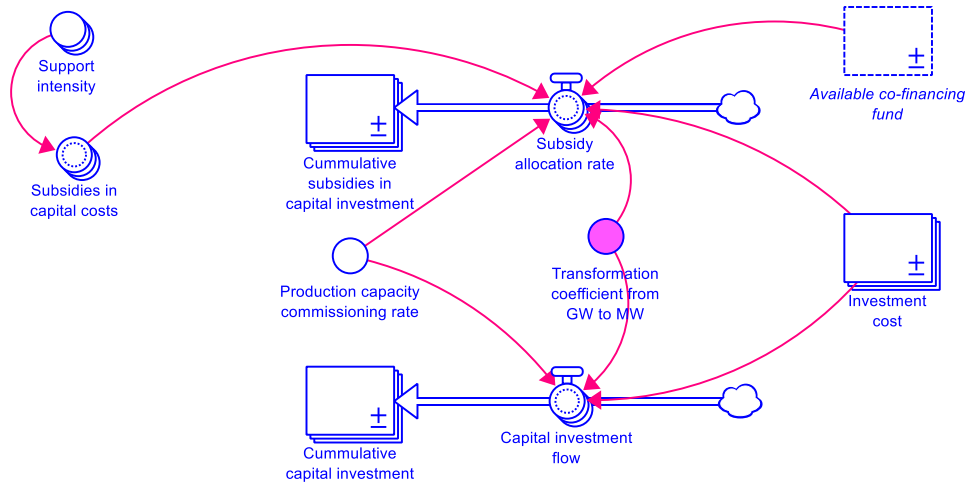 Support
intensity
Available co-financing
fund
Subsidy
allocation rate
Cummulative
subsidies in
capital investment
Subsidies in
capital costs
Transformation
coefficient from
GW to MW
Production capacity
commissioning rate
Investment
cost
Capital investment
flow
Cummulative
capital investment